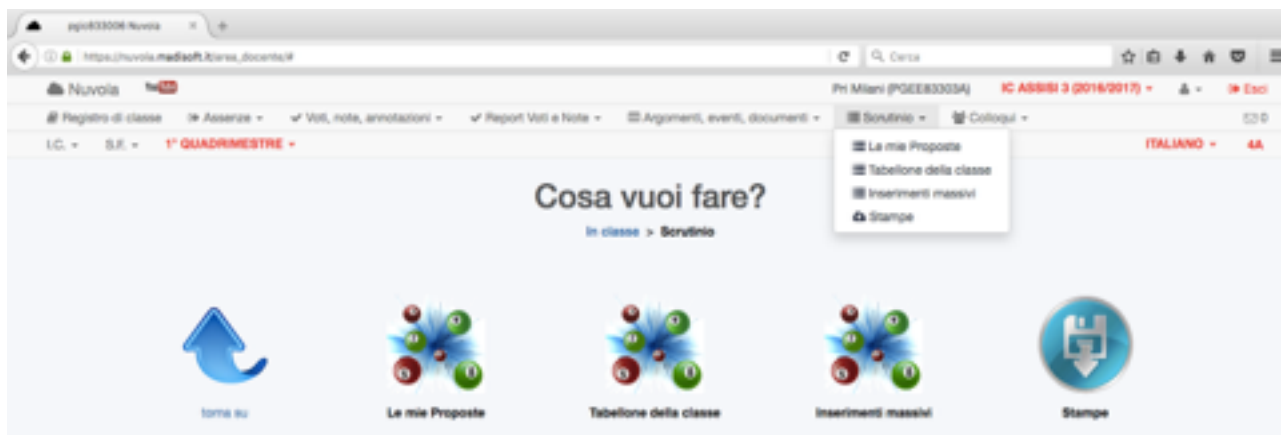 Nuvola
https://nuvola.madisoft.it/area_docente/#
Cerca
Nuvola YouTube Pri Milani (PGEE83303A) IC ASSISI 3 (2016/2017) Esci
Registro di classe Assenze Voti, note, annotazioni Report Voti e Note Argomenti, eventi, documenti Scrutinio Colloqui 0
I.C. S.F. 1° QUADRIMESTRE ITALIANO 4A
Le mie Proposte
Tabellone della classe
Inserimenti massivi
Stampe
Cosa vuoi fare?
In classe > Scrutinio
torna su Le mie Proposte Tabellone della classe Inserimenti massivi Stampe